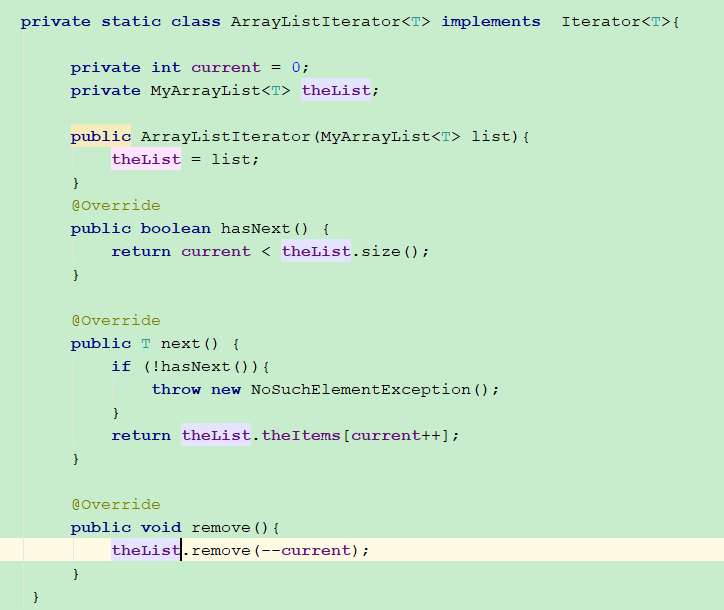 private static class ArrayListIterator<T> implements  Iterator<T>{
private int current = 0;
private MyArrayList<T> theList;
public ArrayListIterator(MyArrayList<T> list){
theList = list;
}
@Override
public boolean hasNext() {
return current < theList.size();
}
@Override
public T next() {
if (!hasNext()){
throw new NoSuchElementException();
}
return theList.theItems[current++];
}
@Override
public void remove(){
theList.remove(--current);
}
}